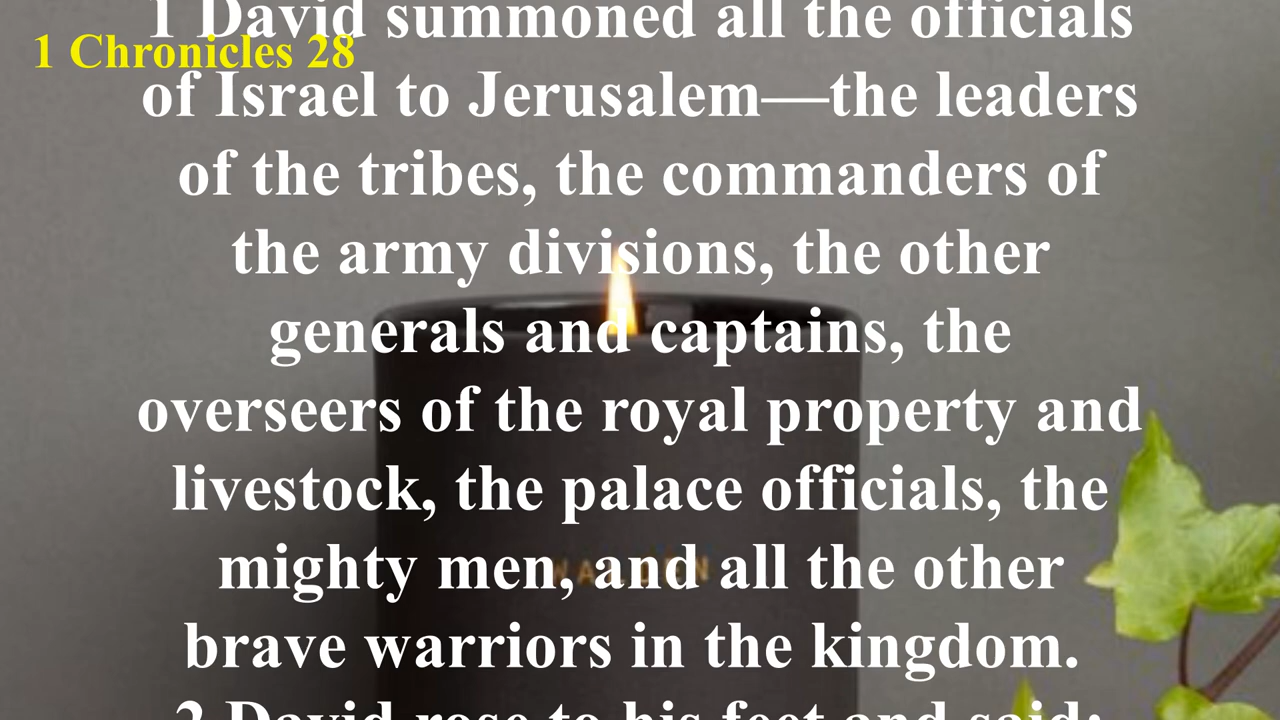 1 David summoned all the officials
1 Chronicles 28
of Israel to Jerusalem—the leaders
of the tribes, the commanders of
the army divisions, the other
generals and captains, the
overseers of the royal property and
livestock, the palace officials, the
mighty men, and all the other
brave warriors in the kingdom.
2 David rose to his feet and said: